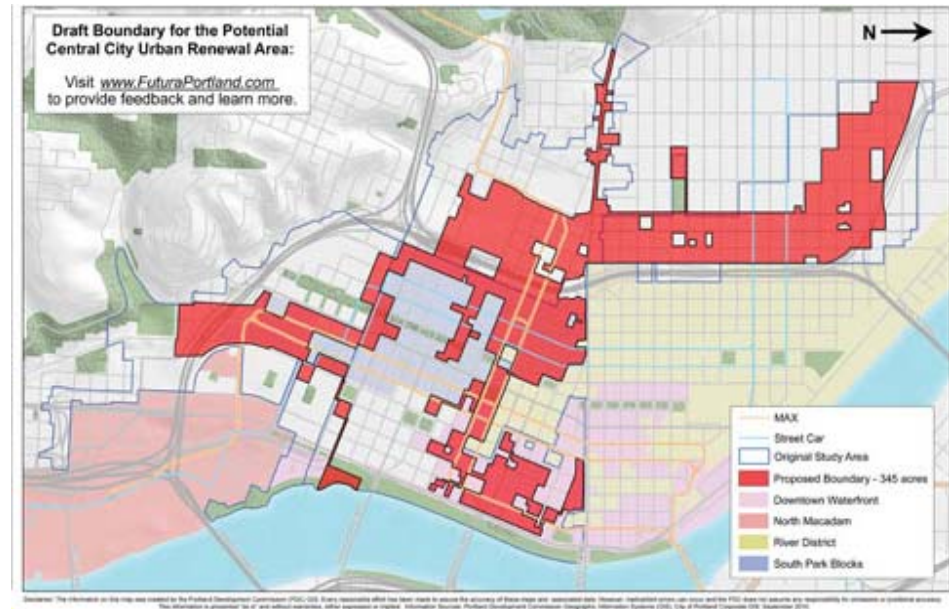 Draft Boundary for the Potential
Central City Urban Renewal Area:
Visit www.FuturaPortland.com
to provide feedback and learn more.
N
MAX
Street Car
Original Study Area
Proposed Boundary - 345 acres
Downtown Waterfront
North Macadam
River District
South Park Blocks